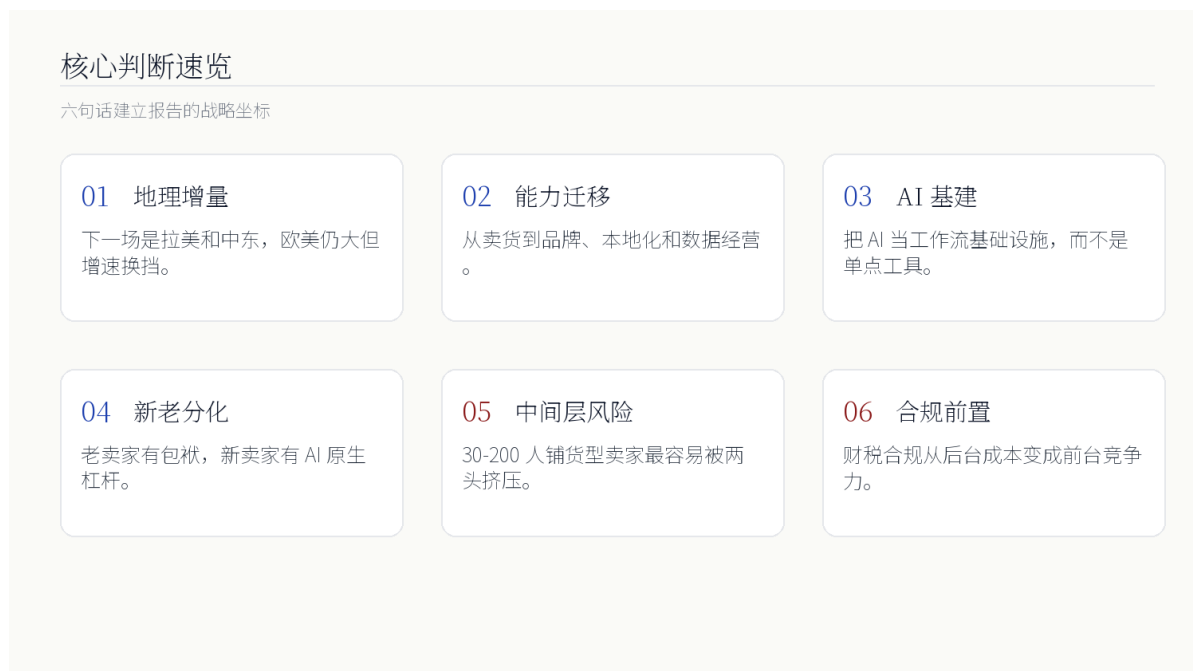 核心判断速览
六句话建立报告的战略坐标
01 地理增量
下一场是拉美和中东，欧美仍大但
增速换挡。
02 能力迁移
从卖货到品牌、本地化和数据经营
。
03 AI 基建
把 AI 当工作流基础设施，而不是
单点工具。
04 新老分化
老卖家有包袱，新卖家有 AI 原生
杠杆。
05 中间层风险
30-200 人铺货型卖家最容易被两
头挤压。
06 合规前置
财税合规从后台成本变成前台竞争
力。